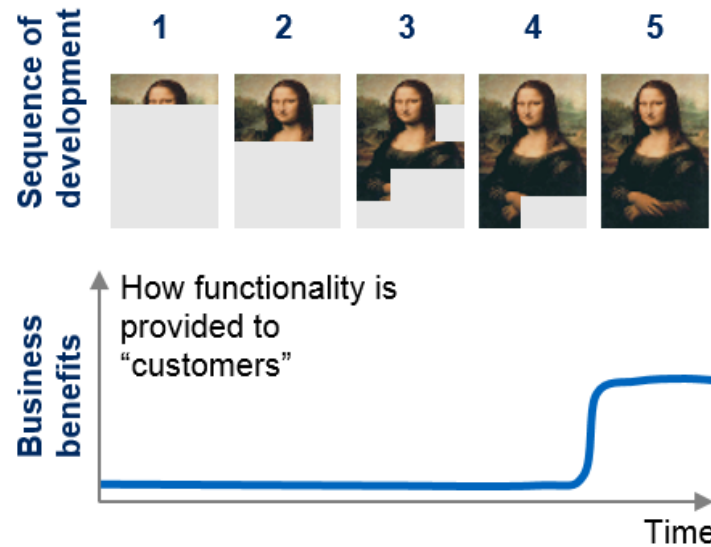 Sequence of
development
1 2 3 4 5
Business
benefits
How functionality is
provided to
“customers”
Time